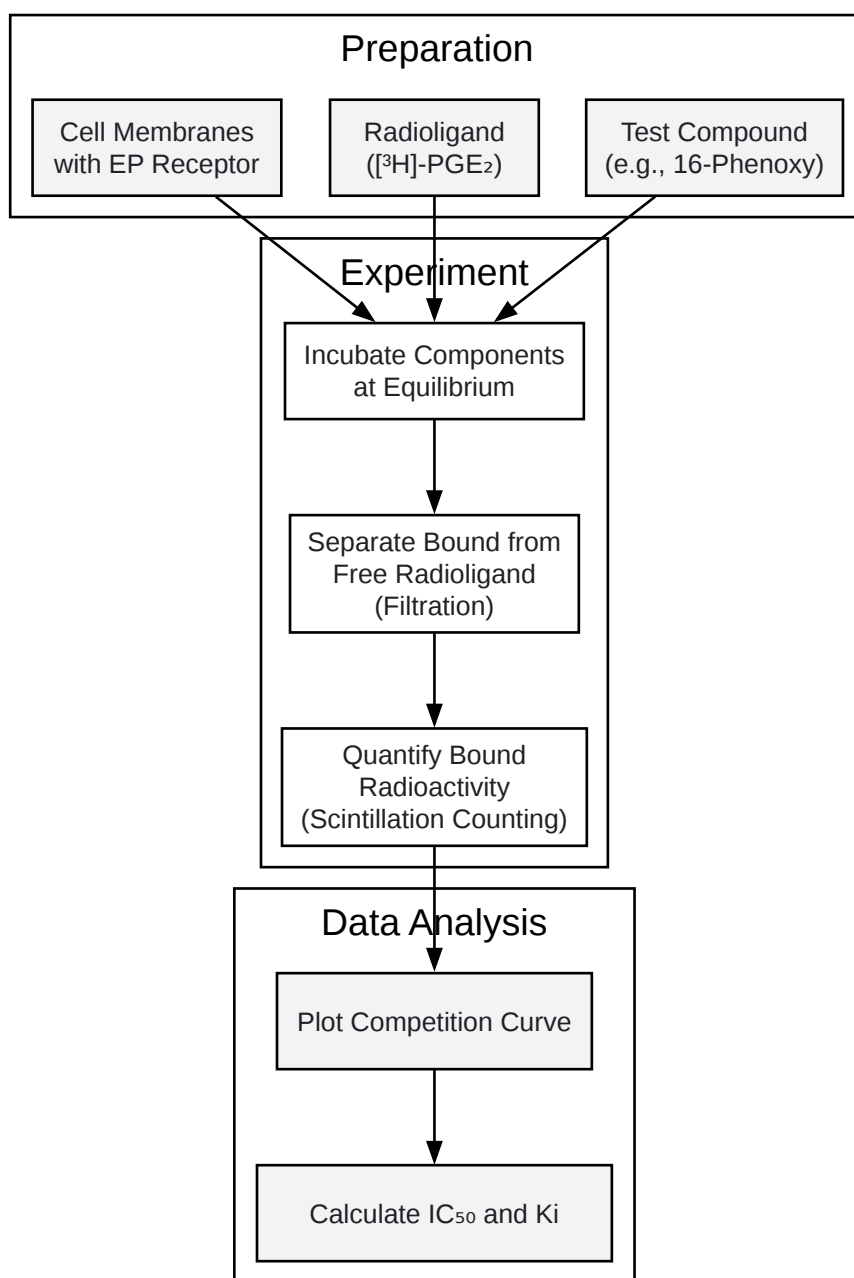 Preparation
Cell Membranes
with EP Receptor
Radioligand
([³H]-PGE₂)
Test Compound
(e.g., 16-Phenoxy)
Experiment
Incubate Components
at Equilibrium
Separate Bound from
Free Radioligand
(Filtration)
Quantify Bound
Radioactivity
(Scintillation Counting)
Data Analysis
Plot Competition Curve
Calculate IC₅₀ and Ki